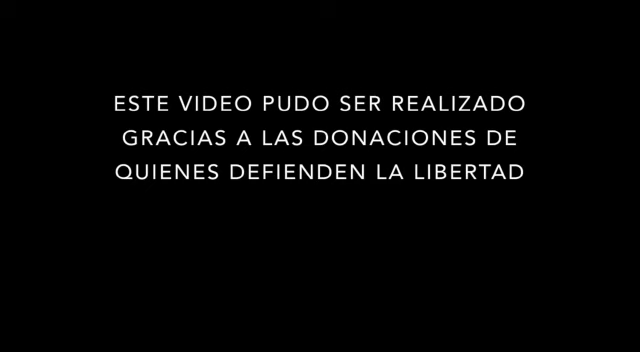 ESTE VIDEO PUDO SER REALIZADO
GRACIAS A LAS DONACIONES DE
QUIENES DEFIENDEN LA LIBERTAD